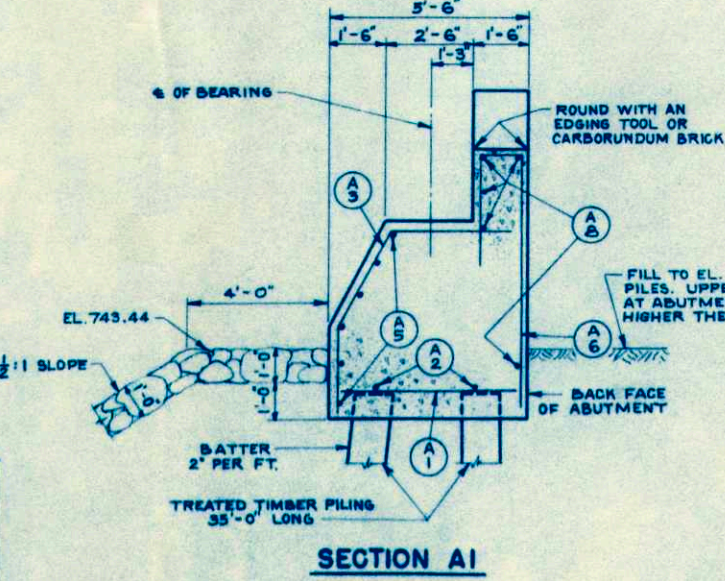 5'-6"
1'-6" 2'-6" 1'-6"
1'-3"
℄ OF BEARING
ROUND WITH AN
EDGING TOOL OR
CARBORUNDUM BRICK
A
3
A
8
4'-0"
FILL TO EL.
PILES. UPPE
AT ABUTME
HIGHER THE
EL. 743.44
A
5
A
6
A
2
1/2:1 SLOPE
1'-0
1'-0
BACK FACE
OF ABUTMENT
BATTER
2" PER FT.
A
1
TREATED TIMBER PILING
35'-0" LONG
SECTION A1